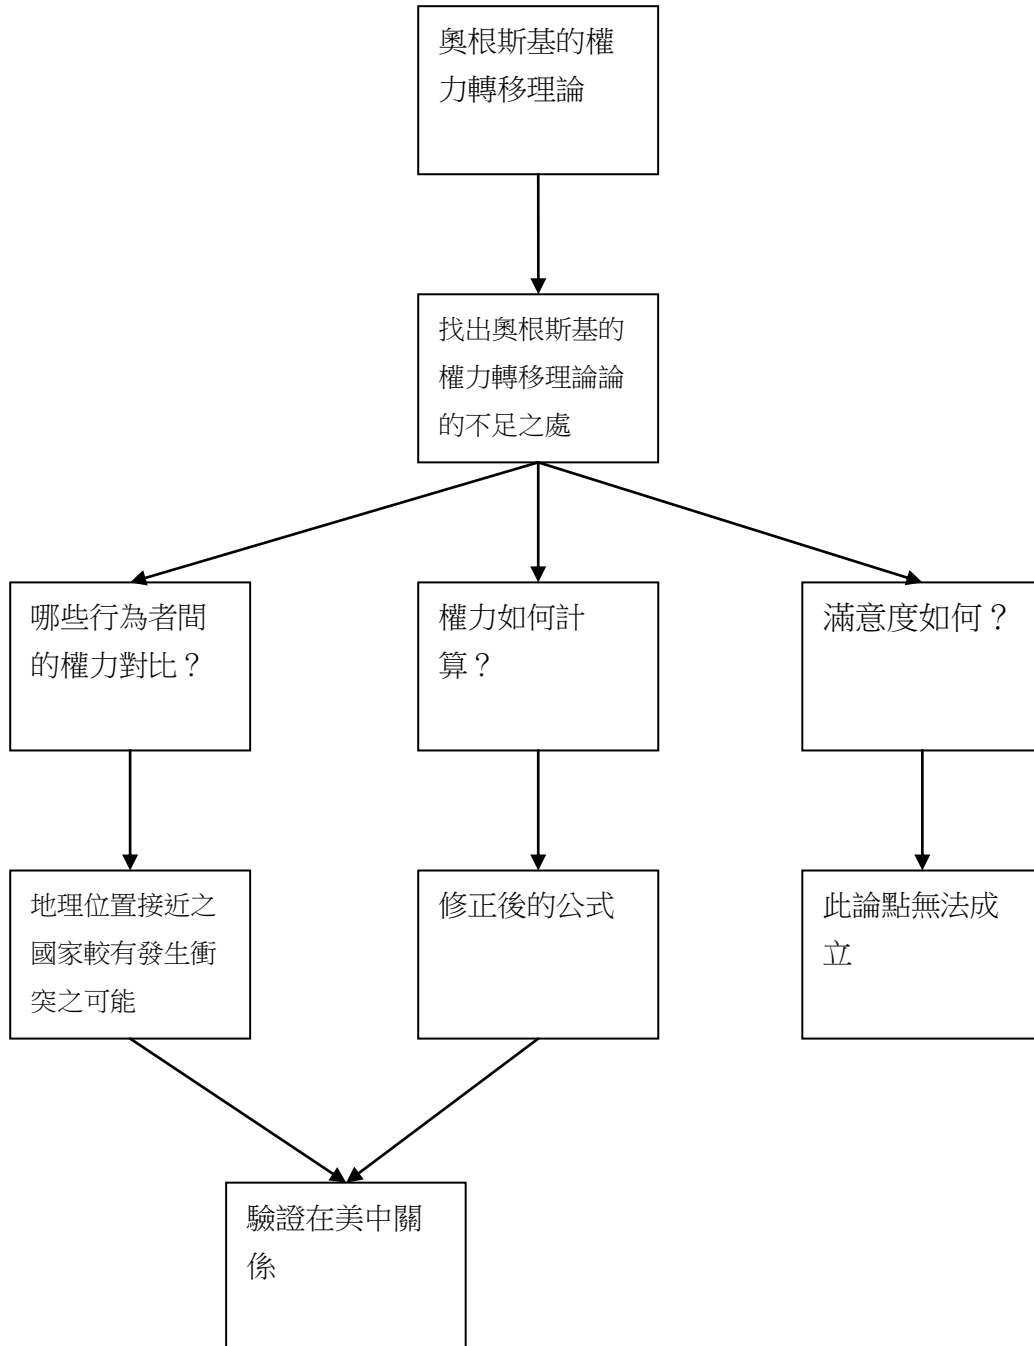 奧根斯基的權
力轉移理論
找出奧根斯基的
權力轉移理論論
的不足之處
哪些行為者間
的權力對比？
權力如何計
算？
滿意度如何？
地理位置接近之
國家較有發生衝
突之可能
修正後的公式
此論點無法成
立
驗證在美中關
係